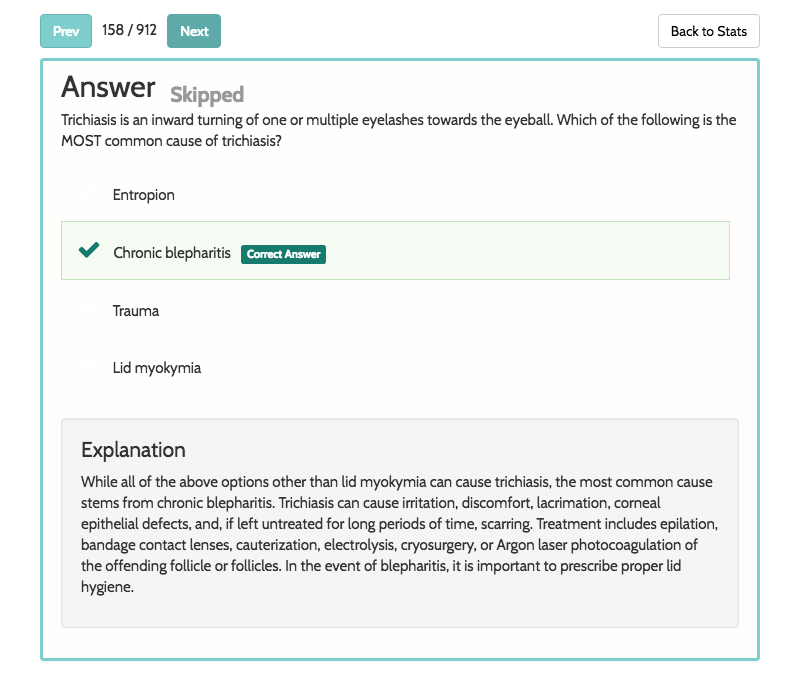 Prev 158 / 912 Next Back to Stats
Answer Skipped
Trichiasis is an inward turning of one or multiple eyelashes towards the eyeball. Which of the following is the
MOST common cause of trichiasis?
Entropion
Chronic blepharitis Correct Answer
Trauma
Lid myokymia
Explanation
While all of the above options other than lid myokymia can cause trichiasis, the most common cause
stems from chronic blepharitis. Trichiasis can cause irritation, discomfort, lacrimation, corneal
epithelial defects, and, if left untreated for long periods of time, scarring. Treatment includes epilation,
bandage contact lenses, cauterization, electrolysis, cryosurgery, or Argon laser photocoagulation of
the offending follicle or follicles. In the event of blepharitis, it is important to prescribe proper lid
hygiene.